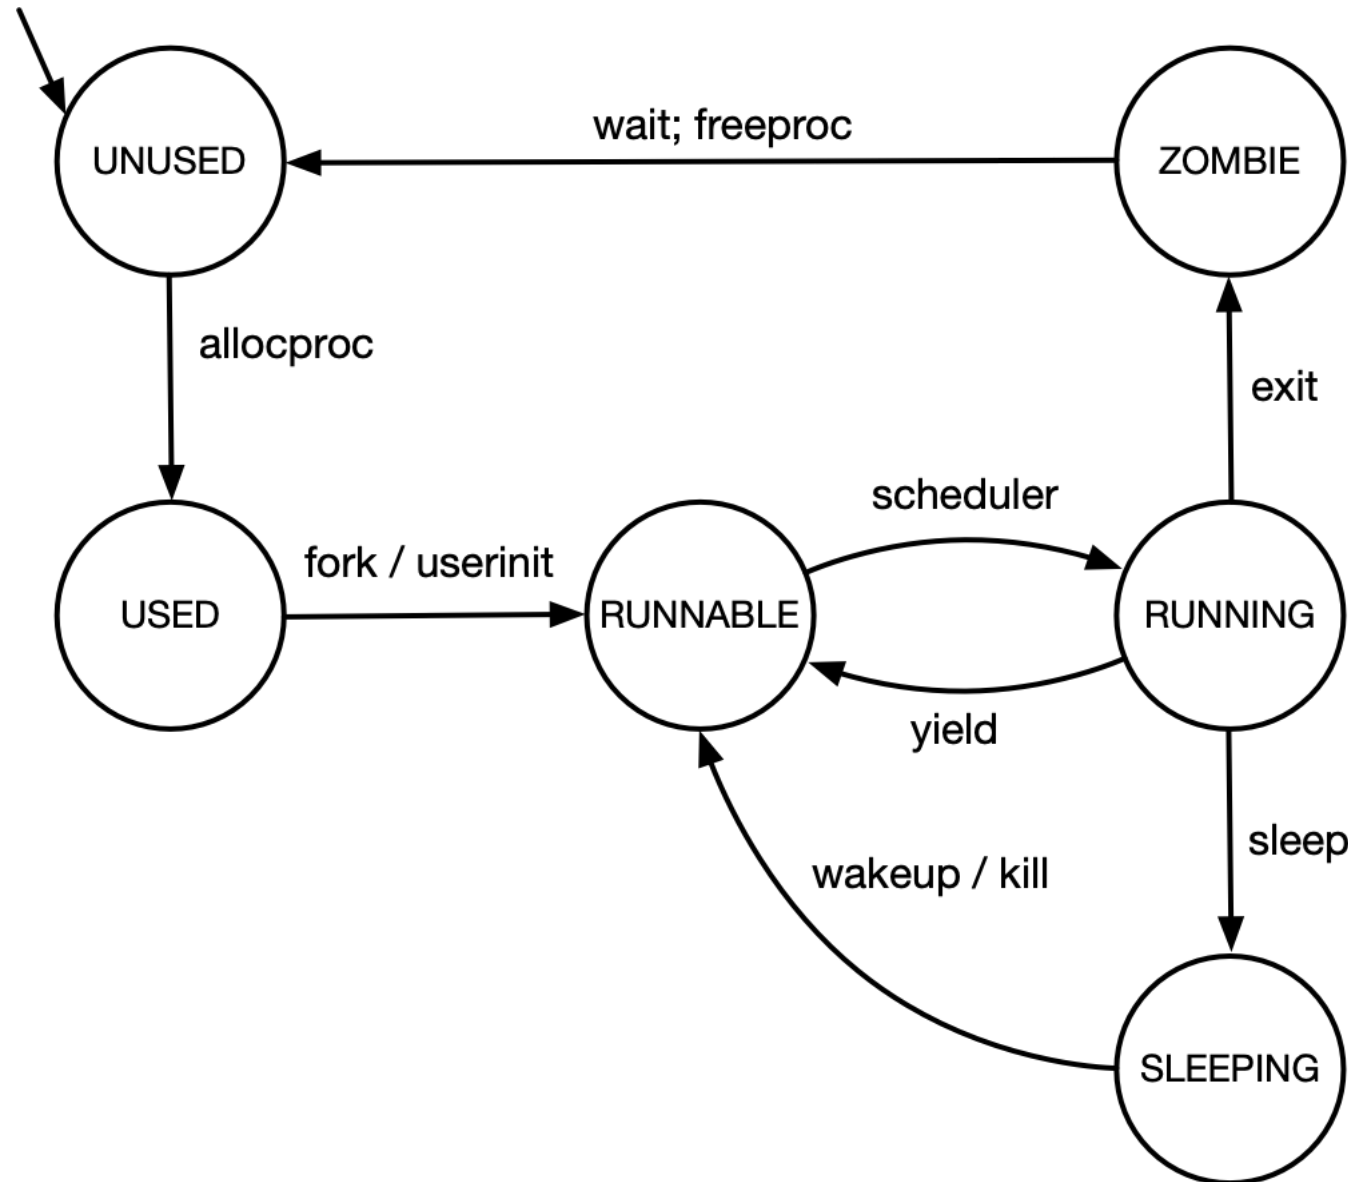 wait; freeproc
UNUSED
ZOMBIE
allocproc
exit
scheduler
fork / userinit
USED
RUNNABLE
RUNNING
yield
sleep
wakeup / kill
SLEEPING